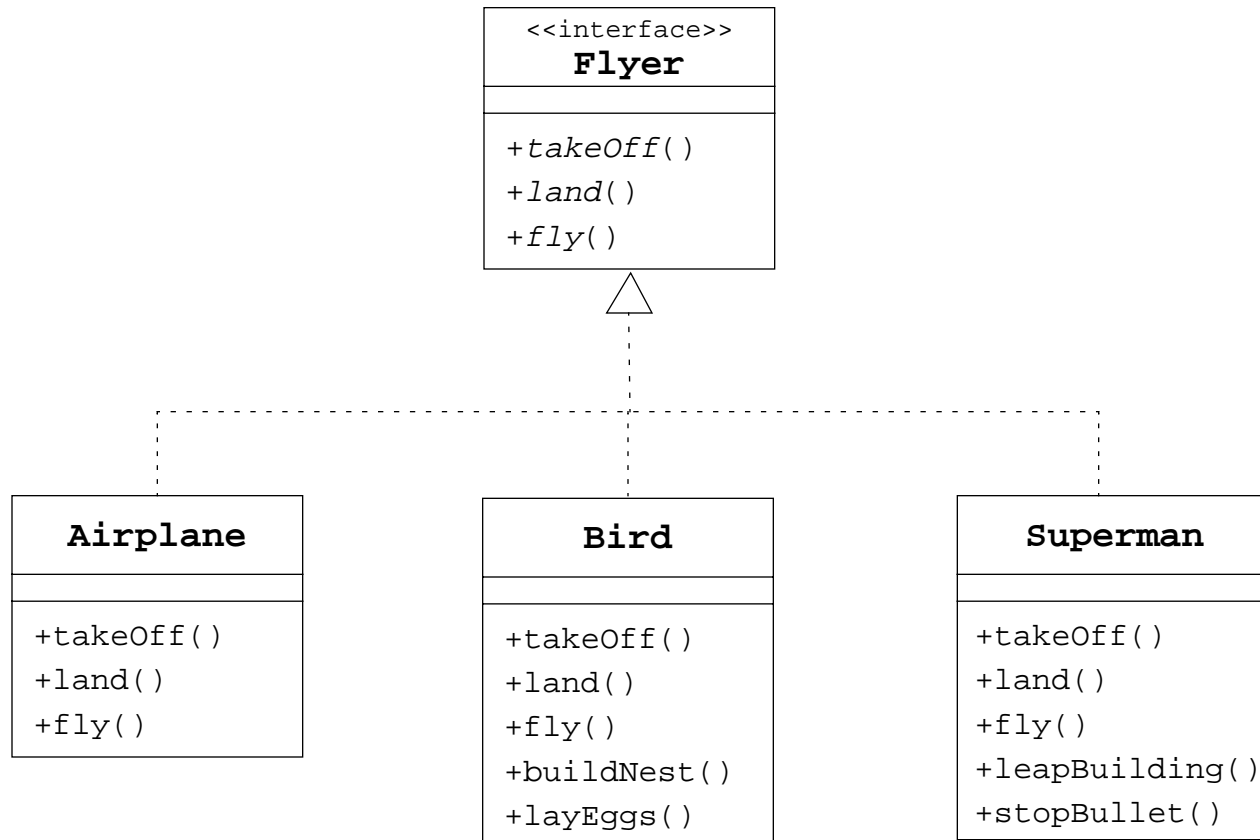 <<interface>>
Flyer
+takeOff()
+land()
+fly()
Airplane
+takeOff()
+land()
+fly()
Bird
+takeOff()
+land()
+fly()
+buildNest()
+layEggs()
Superman
+takeOff()
+land()
+fly()
+leapBuilding()
+stopBullet()